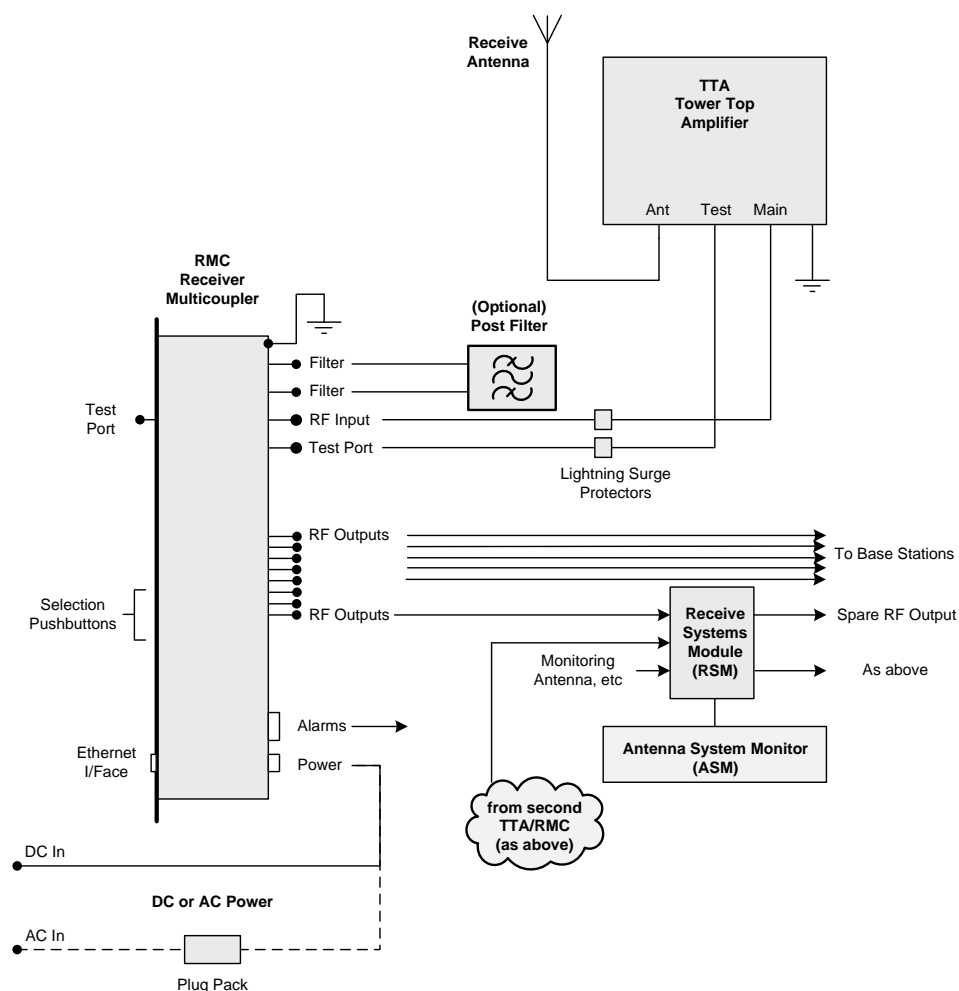 Receive
Antenna
TTA
Tower Top
Amplifier
Ant Test Main
RMC
Receiver
Multicoupler
(Optional)
Post Filter
Filter
Filter
Test
Port
RF Input
Test Port
Lightning Surge
Protectors
RF Outputs
To Base Stations
Selection
Pushbuttons
RF Outputs
Receive
Systems
Module
(RSM)
Spare RF Output
Monitoring
Antenna, etc
As above
Alarms
Ethernet
I/Face
Power
Antenna System Monitor
(ASM)
from second
TTA/RMC
(as above)
DC In
DC or AC Power
AC In
Plug Pack